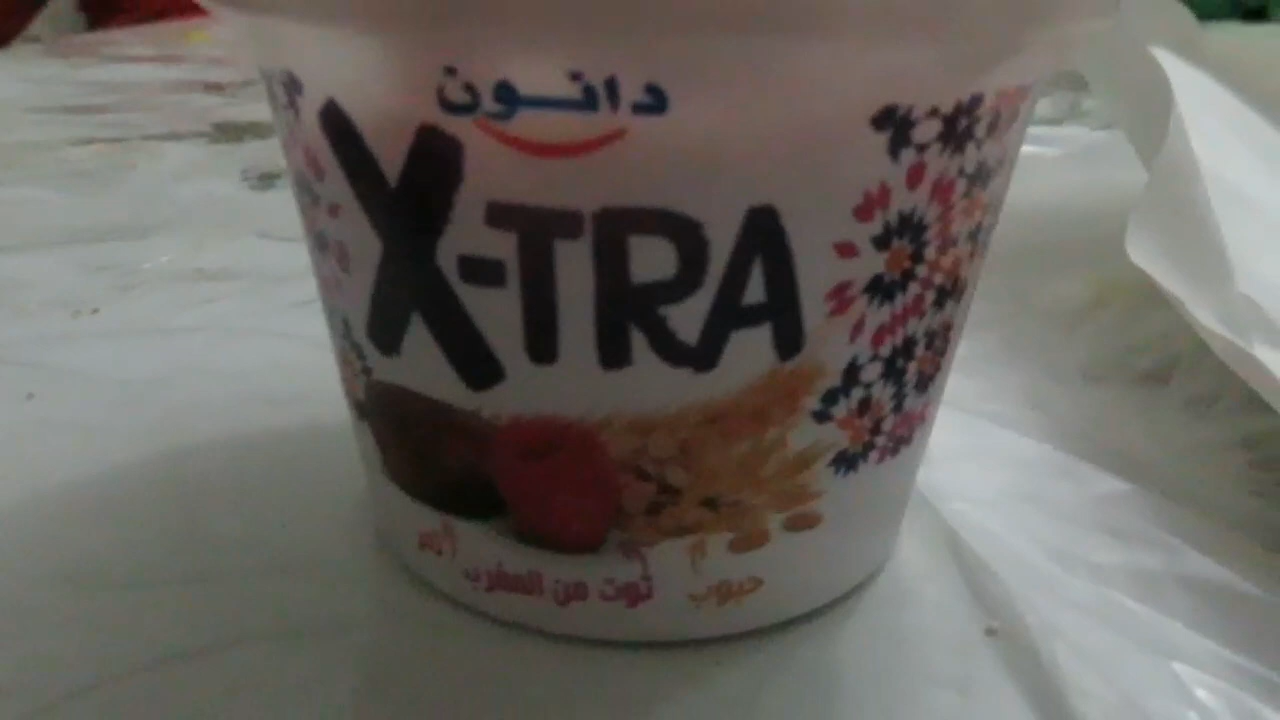 دانون
X-TRA
تمر
توت من المغرب
حبوب